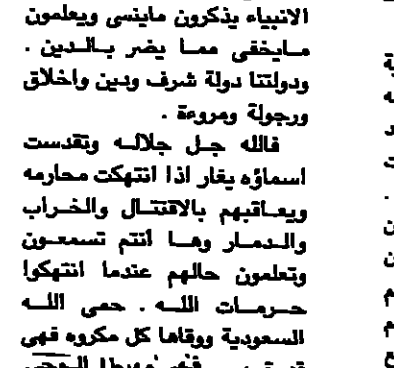 الانبياء يذكرون ماينسى ويعلمون
مايخفى مما يضر بالدين .
ودولتنا دولة شرف ودين واخلاق
ورجولة ومروءة .
فالله جل جلاله وتقدست
اسماؤه يغار اذا انتهكت محارمه
ويعاقبهم بالاقتتال والخراب
والدمار وها انتم تسمعون
وتعلمون حالهم عندما انتهكوا
حرمات الله . حمى الله
السعودية ووقاها كل مكروه فهي